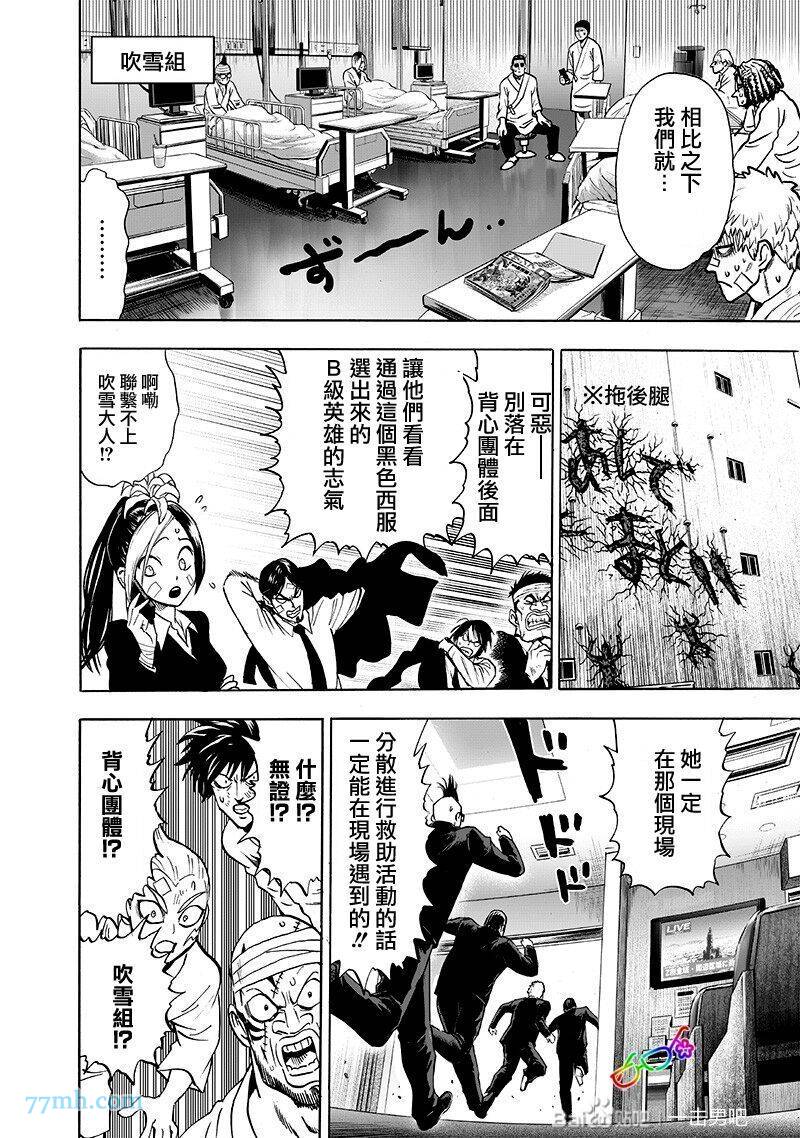 吹雪組
相比之下
我們就…
………
ずーん‥
※拖後腿
あしで
まとい
可惡——
別落在
背心團體後面
讓他們看看
通過這個黑色西服
選出來的
B級英雄的志氣
啊嘞
聯繫不上
吹雪大人!?
她一定
在那個現場
分散進行救助活動的話
一定能在現場遇到的!!
ドドド
LIVE
什麼!?
無證!?
背心團體!?
吹雪組!?
77mh.com
一击男吧